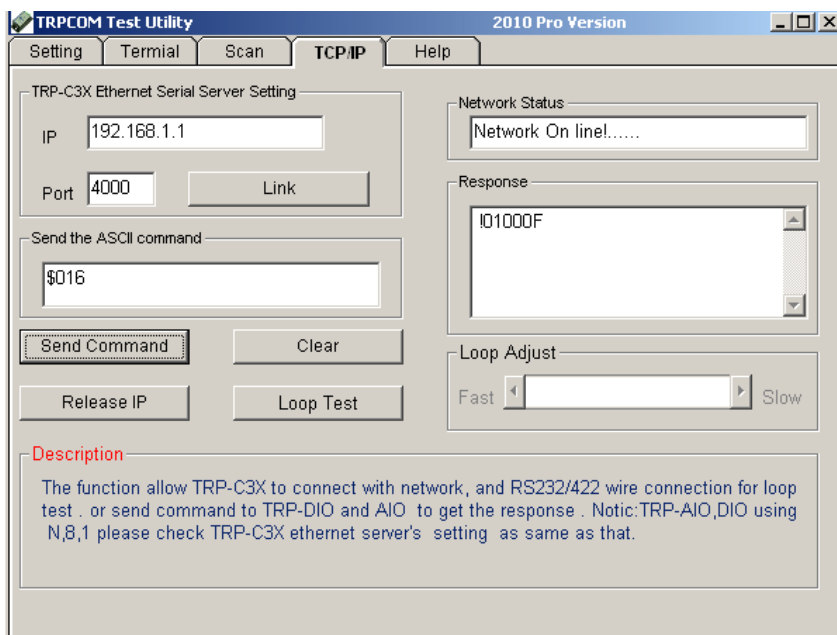 TRPCOM Test Utility 2010 Pro Version
Setting Termial Scan TCP/IP Help
TRP-C3X Ethernet Serial Server Setting
IP 192.168.1.1
Port 4000 Link
Send the ASCII command
$016
Send Command Clear
Release IP Loop Test
Network Status
Network On line!......
Response
!01000F
Loop Adjust
Fast Slow
Description
The function allow TRP-C3X to connect with network, and RS232/422 wire connection for loop
test . or send command to TRP-DIO and AIO to get the response . Notic:TRP-AIO,DIO using
N,8,1 please check TRP-C3X ethernet server's setting as same as that.